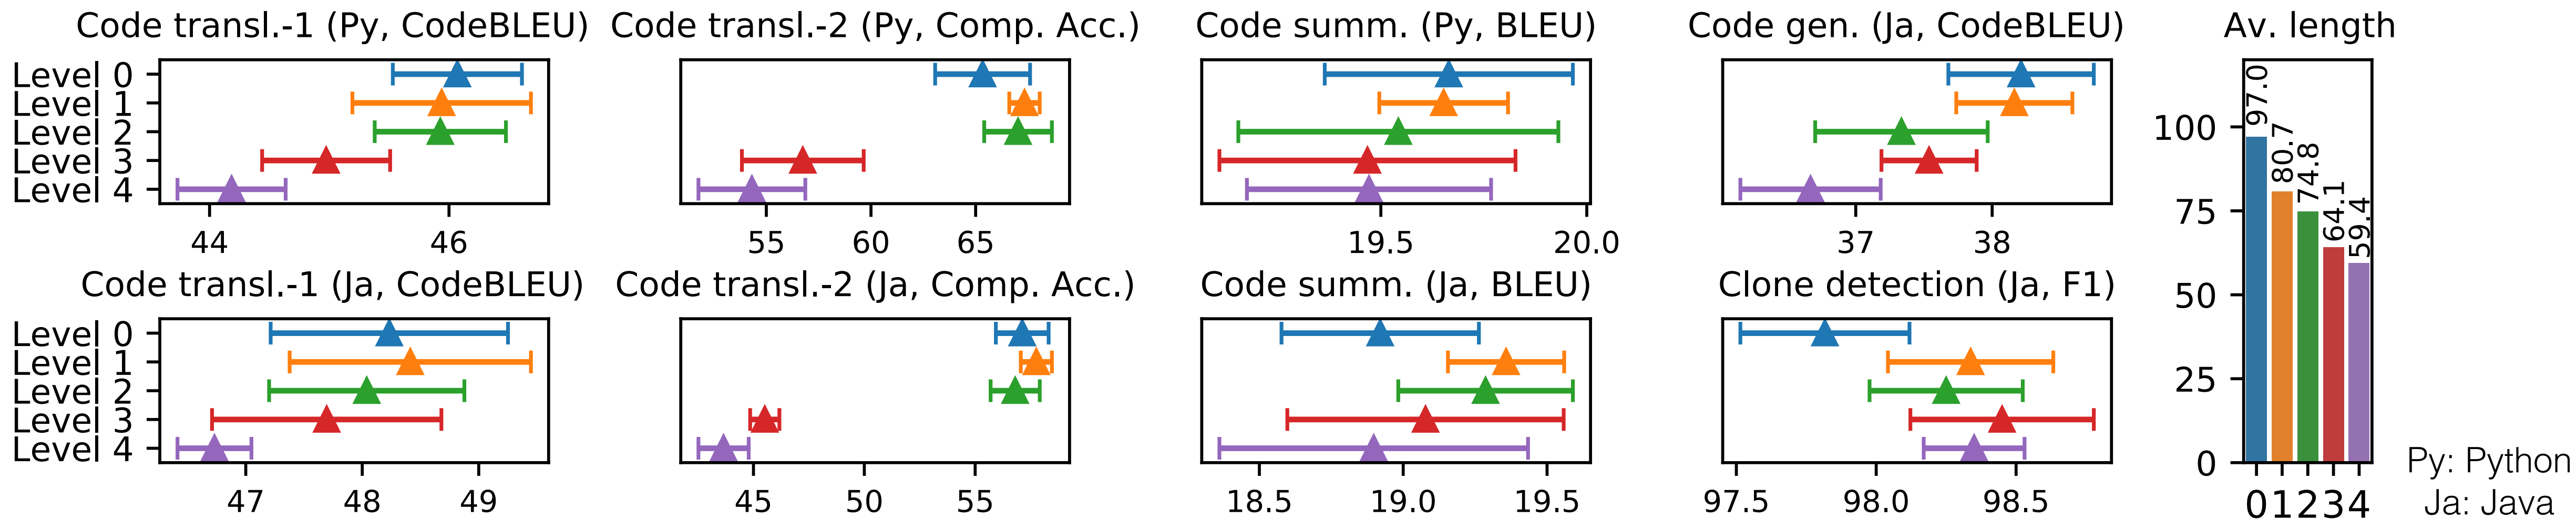 Code transl.-1 (Py, CodeBLEU)
Level 0
Level 1
Level 2
Level 3
Level 4
44 46
Code transl.-2 (Py, Comp. Acc.)
55 60 65
Code summ. (Py, BLEU)
19.5 20.0
Code gen. (Ja, CodeBLEU)
37 38
Code transl.-1 (Ja, CodeBLEU)
Level 0
Level 1
Level 2
Level 3
Level 4
47 48 49
Code transl.-2 (Ja, Comp. Acc.)
45 50 55
Code summ. (Ja, BLEU)
18.5 19.0 19.5
Clone detection (Ja, F1)
97.5 98.0 98.5
Av. length
100
75
50
25
0
97.0
80.7
74.8
64.1
59.4
0 1 2 3 4
Py: Python
Ja: Java